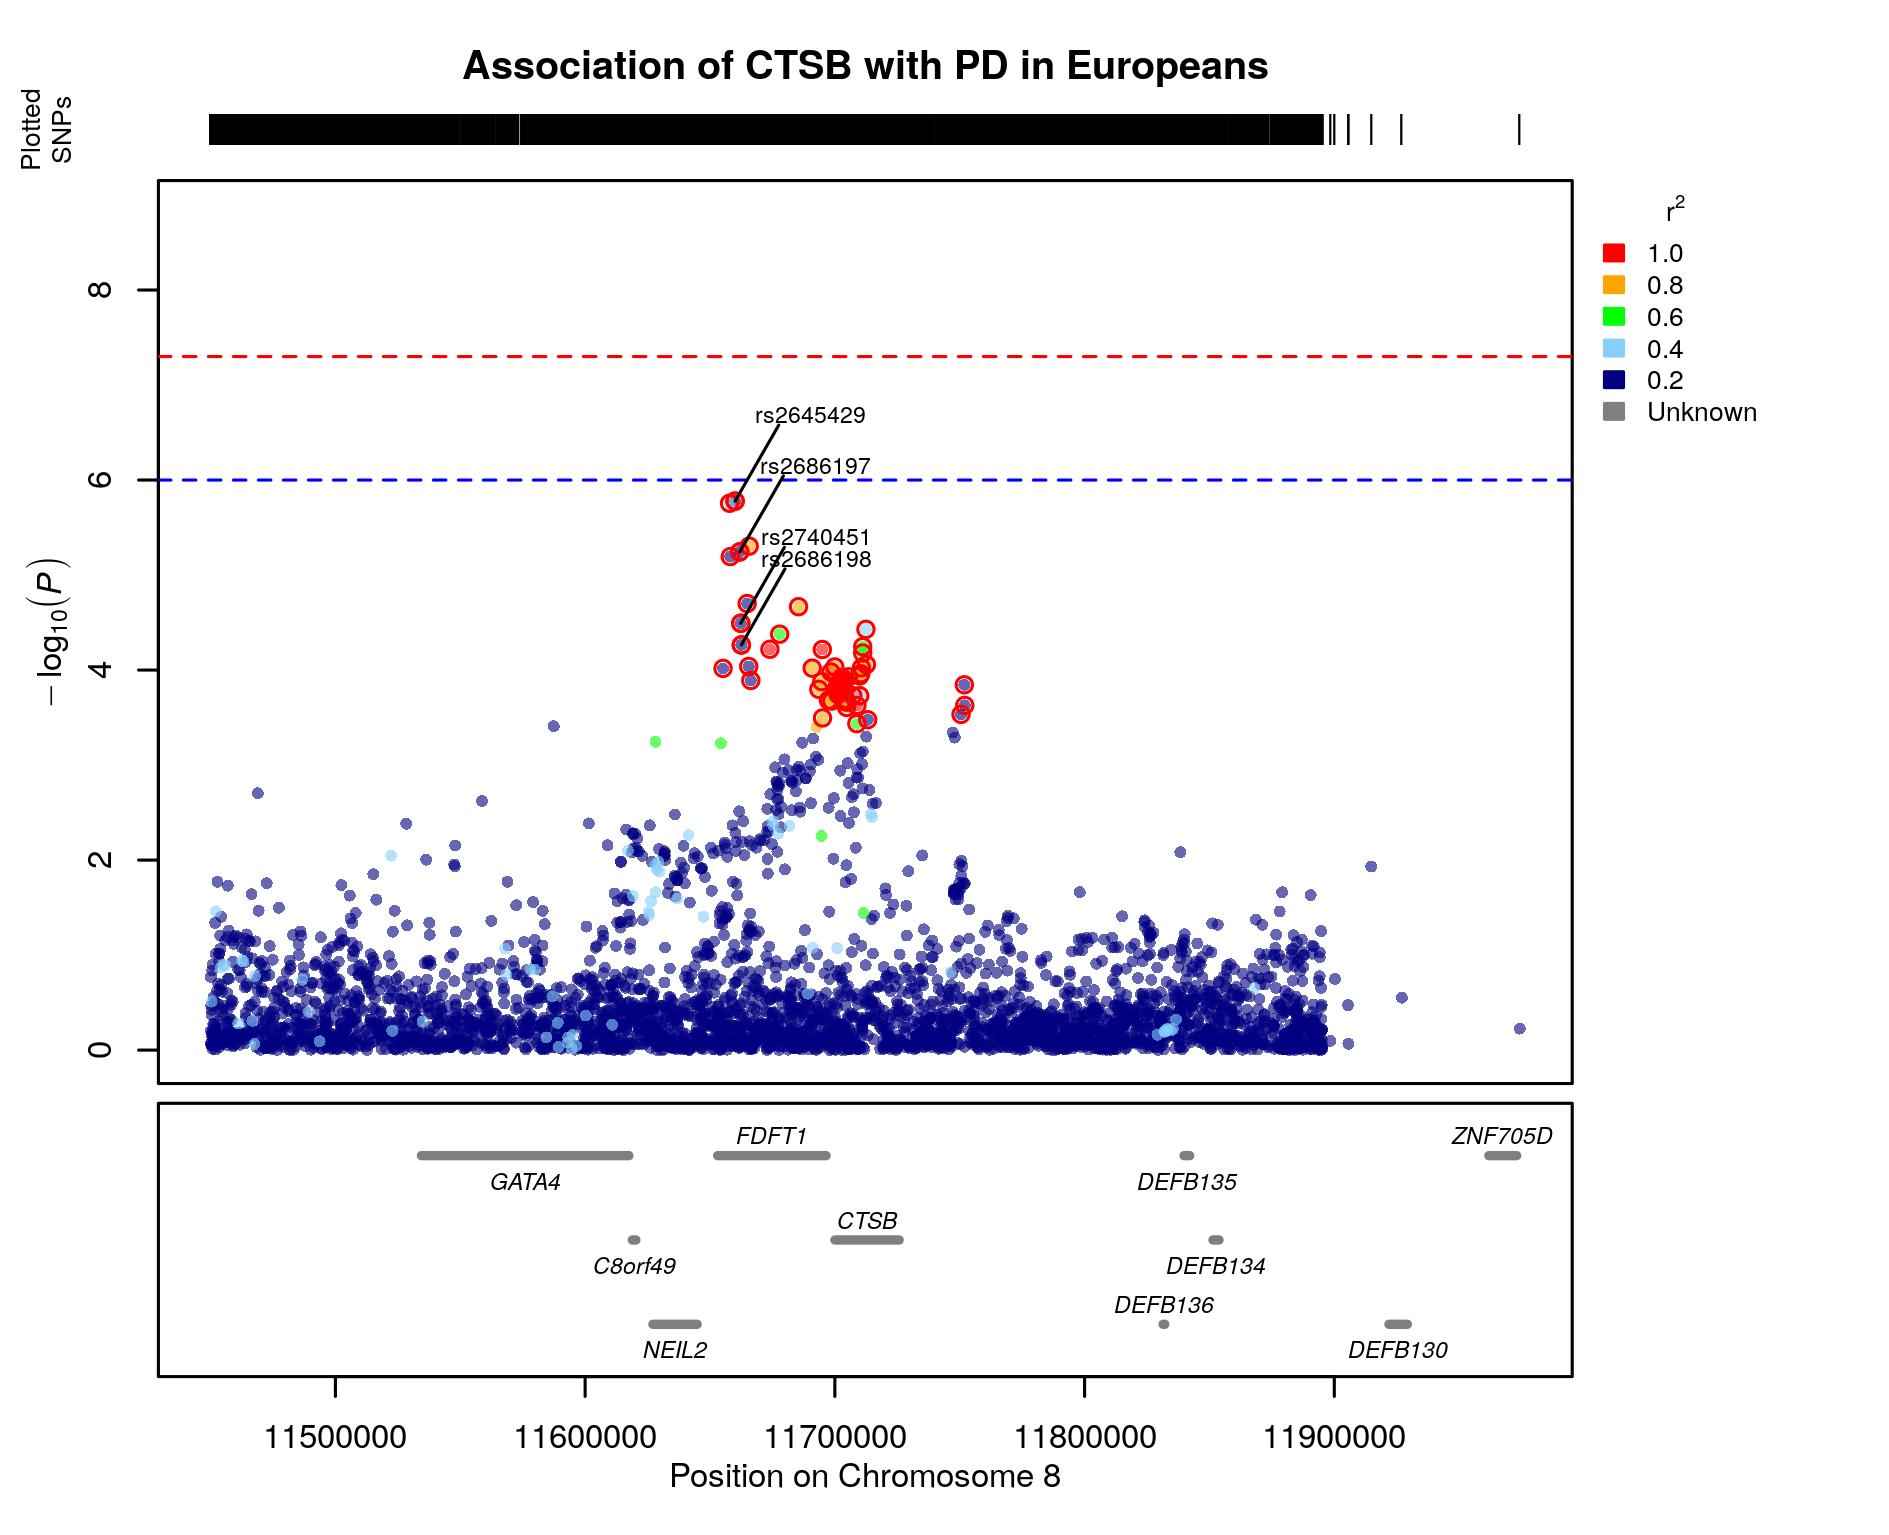 Association of CTSB with PD in Europeans
Plotted
SNPs
r2
1.0
0.8
0.6
0.4
0.2
Unknown
8
6
4
2
0
− log10(P)
rs2645429
rs2686197
rs2740451
rs2686198
FDFT1
ZNF705D
GATA4
DEFB135
CTSB
C8orf49
DEFB134
DEFB136
NEIL2
DEFB130
11500000 11600000 11700000 11800000 11900000
Position on Chromosome 8